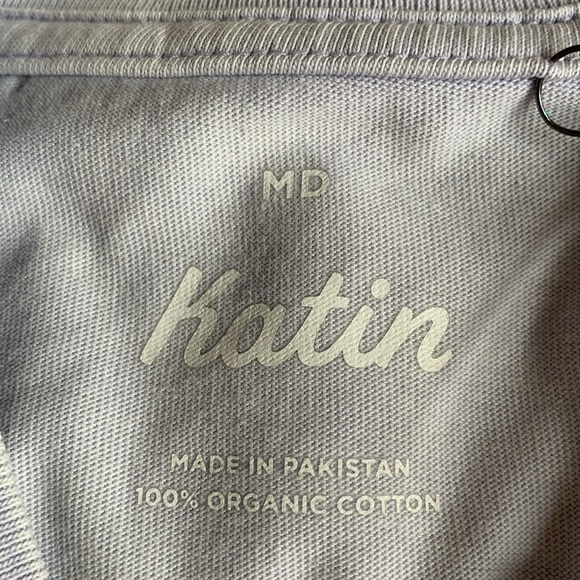 MD
Katin
MADE IN PAKISTAN
100% ORGANIC COTTON